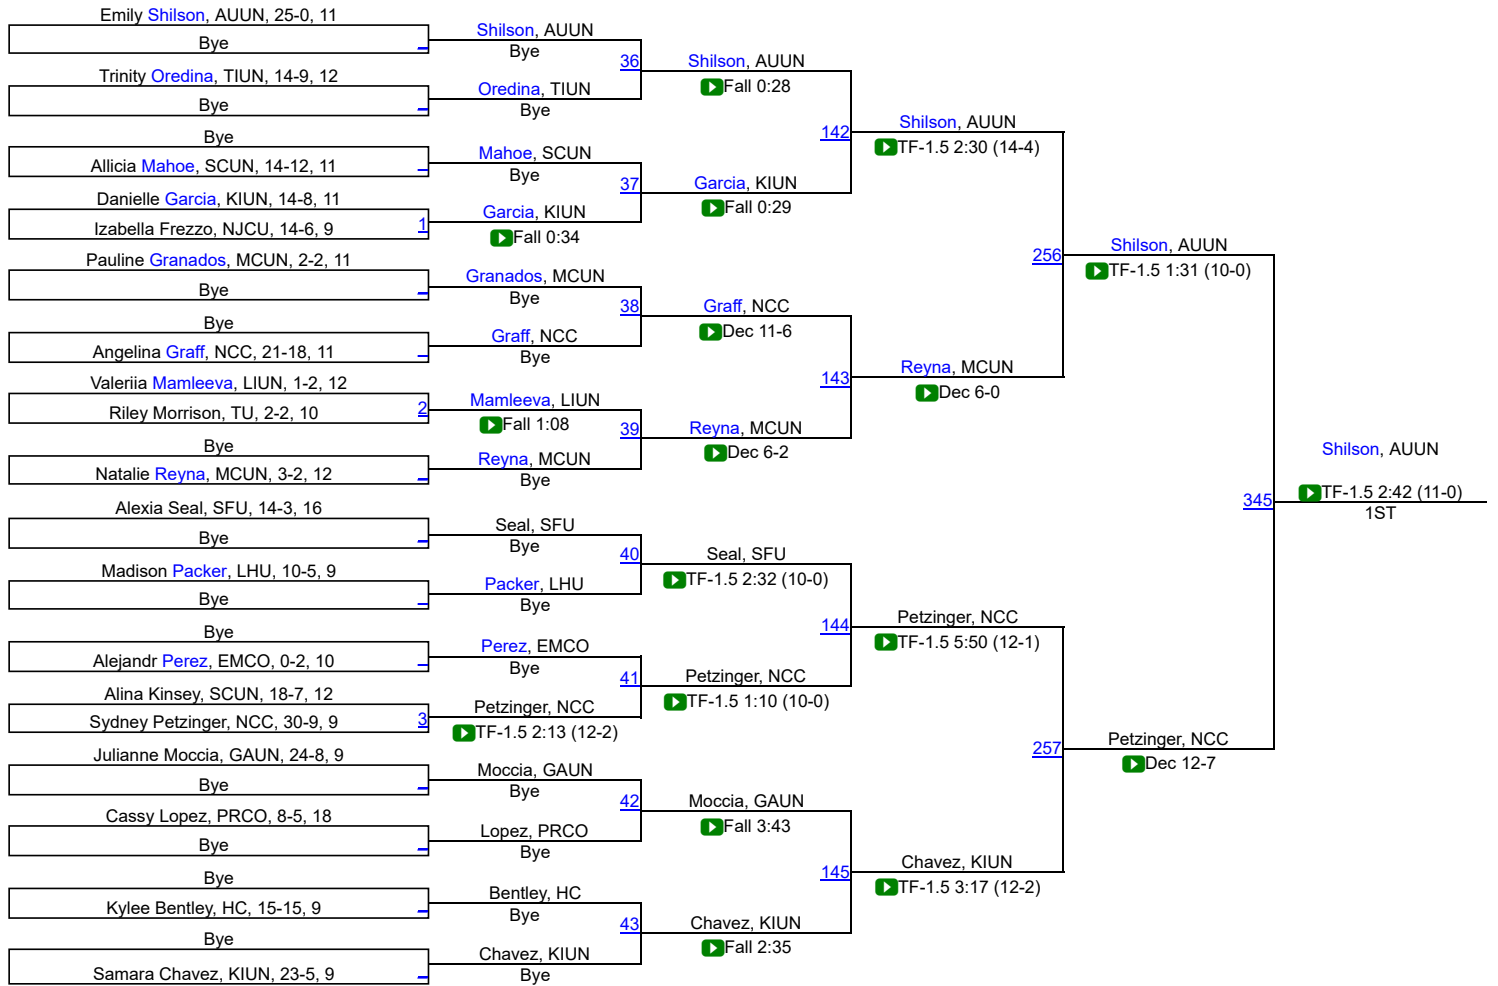 Emily Shilson, AUUN, 25-0, 11
Bye
Trinity Oredina, TIUN, 14-9, 12
Bye
Bye
Allicia Mahoe, SCUN, 14-12, 11
Danielle Garcia, KIUN, 14-8, 11
Izabella Frezzo, NJCU, 14-6, 9
1
Pauline Granados, MCUN, 2-2, 11
Bye
Bye
Angelina Graff, NCC, 21-18, 11
Valeriia Mamleeva, LIUN, 1-2, 12
Riley Morrison, TU, 2-2, 10
2
Bye
Natalie Reyna, MCUN, 3-2, 12
Alexia Seal, SFU, 14-3, 16
Bye
Madison Packer, LHU, 10-5, 9
Bye
Bye
Alejandr Perez, EMCO, 0-2, 10
Alina Kinsey, SCUN, 18-7, 12
Sydney Petzinger, NCC, 30-9, 9
3
Julianne Moccia, GAUN, 24-8, 9
Bye
Cassy Lopez, PRCO, 8-5, 18
Bye
Bye
Kylee Bentley, HC, 15-15, 9
Bye
Samara Chavez, KIUN, 23-5, 9
Shilson, AUUN
Bye
36
Oredina, TIUN
Bye
Mahoe, SCUN
Bye
37
Garcia, KIUN
Fall 0:34
Granados, MCUN
Bye
38
Graff, NCC
Bye
Mamleeva, LIUN
Fall 1:08
39
Reyna, MCUN
Bye
Seal, SFU
Bye
40
Packer, LHU
Bye
Perez, EMCO
Bye
41
Petzinger, NCC
TF-1.5 2:13 (12-2)
Moccia, GAUN
Bye
42
Lopez, PRCO
Bye
Bentley, HC
Bye
43
Chavez, KIUN
Bye
Shilson, AUUN
Fall 0:28
142
Garcia, KIUN
Fall 0:29
Graff, NCC
Dec 11-6
143
Reyna, MCUN
Dec 6-2
Seal, SFU
TF-1.5 2:32 (10-0)
144
Petzinger, NCC
TF-1.5 1:10 (10-0)
Moccia, GAUN
Fall 3:43
145
Chavez, KIUN
Fall 2:35
Shilson, AUUN
TF-1.5 2:30 (14-4)
256
Reyna, MCUN
Dec 6-0
Petzinger, NCC
TF-1.5 5:50 (12-1)
257
Chavez, KIUN
TF-1.5 3:17 (12-2)
Shilson, AUUN
TF-1.5 1:31 (10-0)
345
Petzinger, NCC
Dec 12-7
Shilson, AUUN
TF-1.5 2:42 (11-0)
1ST